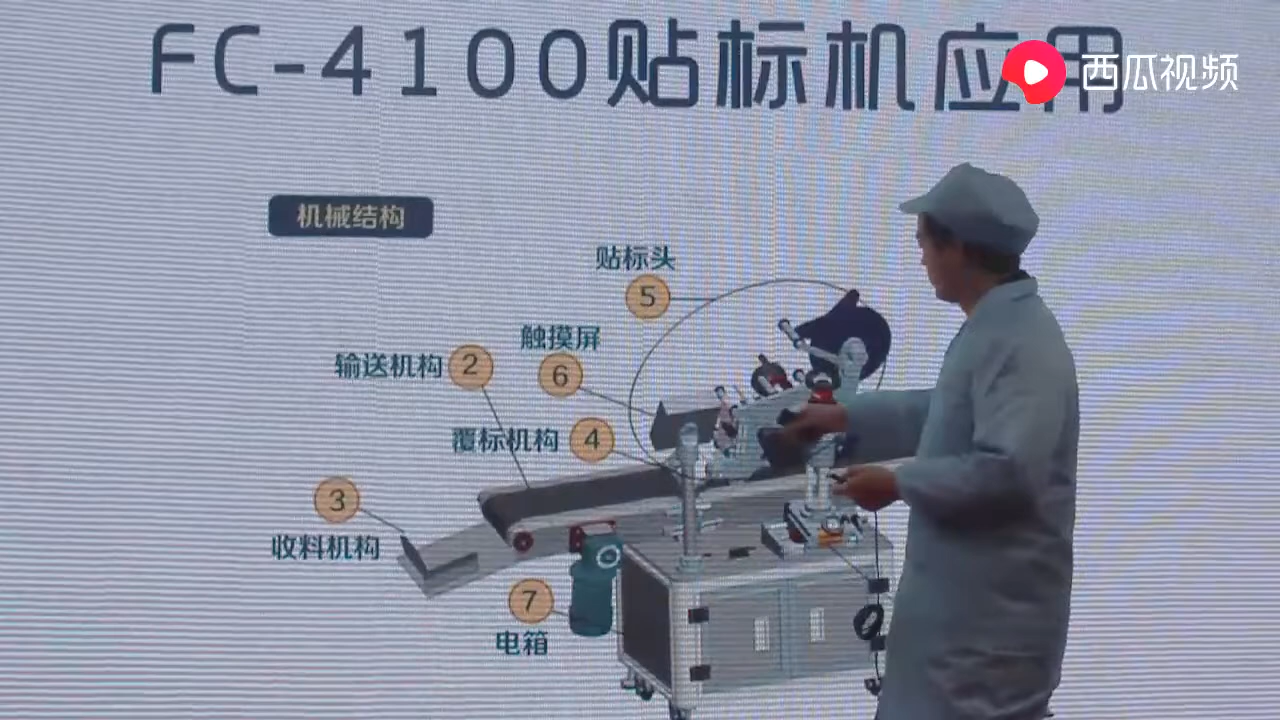 FC-4100贴标机应用
西瓜视频
机械结构
贴标头
5
触摸屏
6
输送机构 2
覆标机构 4
3
收料机构
7
电箱